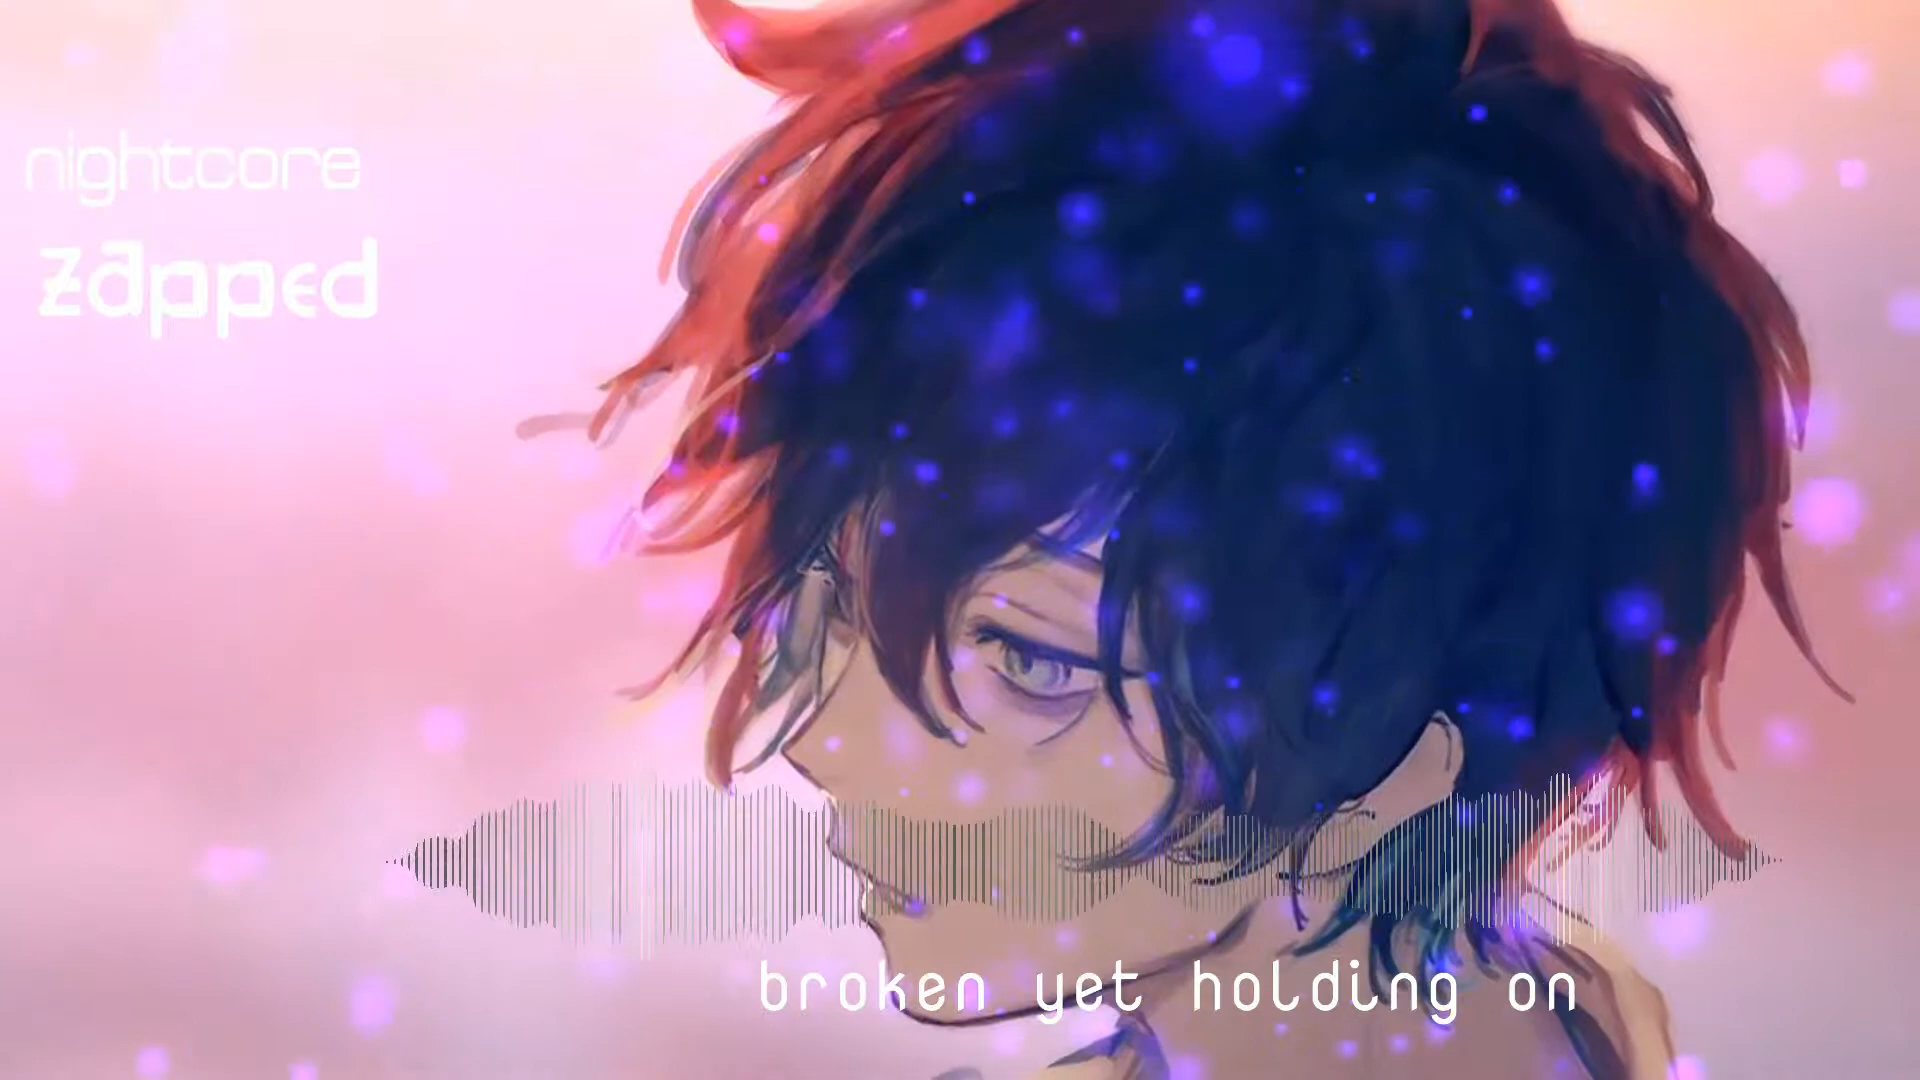 nightcore
zapped
broken yet holding on